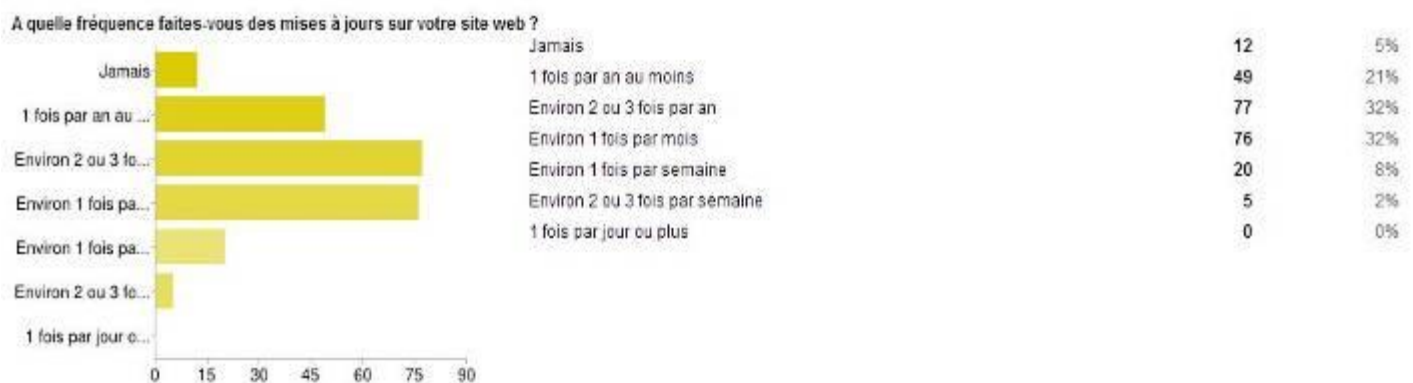 A quelle fréquence faites-vous des mises à jours sur votre site web ?
Jamais
1 fois par an au ...
Environ 2 ou 3 fo...
Environ 1 fois pa...
Environ 1 fois pa...
Environ 2 ou 3 fo...
1 fois par jour o...
0 15 30 45 60 75 90
Jamais 12 5%
1 fois par an au moins 49 21%
Environ 2 ou 3 fois par an 77 32%
Environ 1 fois par mois 76 32%
Environ 1 fois par semaine 20 8%
Environ 2 ou 3 fois par semaine 5 2%
1 fois par jour ou plus 0 0%